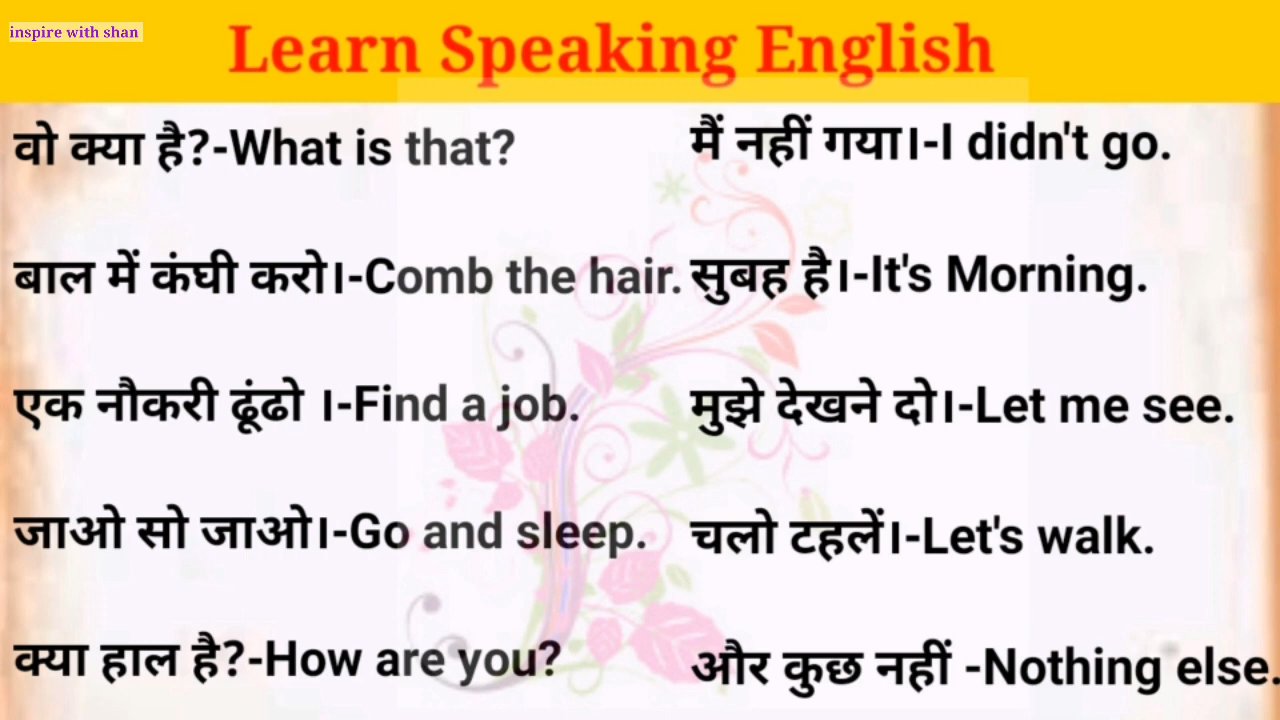 inspire with shan
Learn Speaking English
वो क्या है?-What is that?
बाल में कंघी करो।-Comb the hair.
एक नौकरी ढूंढो ।-Find a job.
जाओ सो जाओ।-Go and sleep.
क्या हाल है?-How are you?
मैं नहीं गया।-I didn't go.
सुबह है।-It's Morning.
मुझे देखने दो।-Let me see.
चलो टहलें।-Let's walk.
और कुछ नहीं -Nothing else.